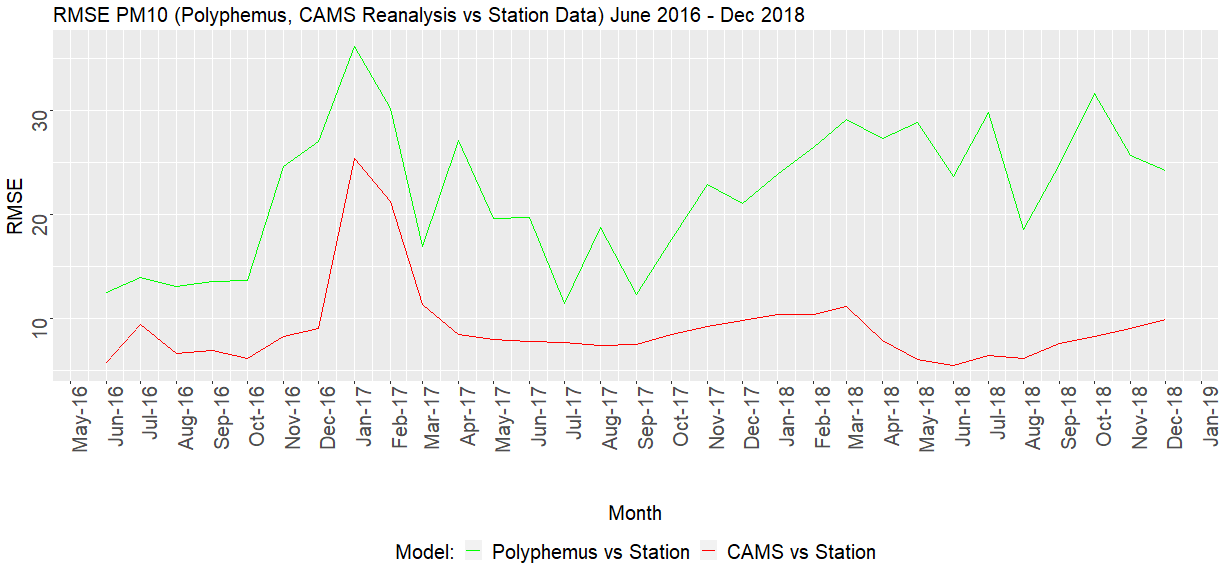 RMSE PM10 (Polyphemus, CAMS Reanalysis vs Station Data) June 2016 - Dec 2018
RMSE
30
20
10
May-16
Jun-16
Jul-16
Aug-16
Sep-16
Oct-16
Nov-16
Dec-16
Jan-17
Feb-17
Mar-17
Apr-17
May-17
Jun-17
Jul-17
Aug-17
Sep-17
Oct-17
Nov-17
Dec-17
Jan-18
Feb-18
Mar-18
Apr-18
May-18
Jun-18
Jul-18
Aug-18
Sep-18
Oct-18
Nov-18
Dec-18
Jan-19
Month
Model: Polyphemus vs Station CAMS vs Station